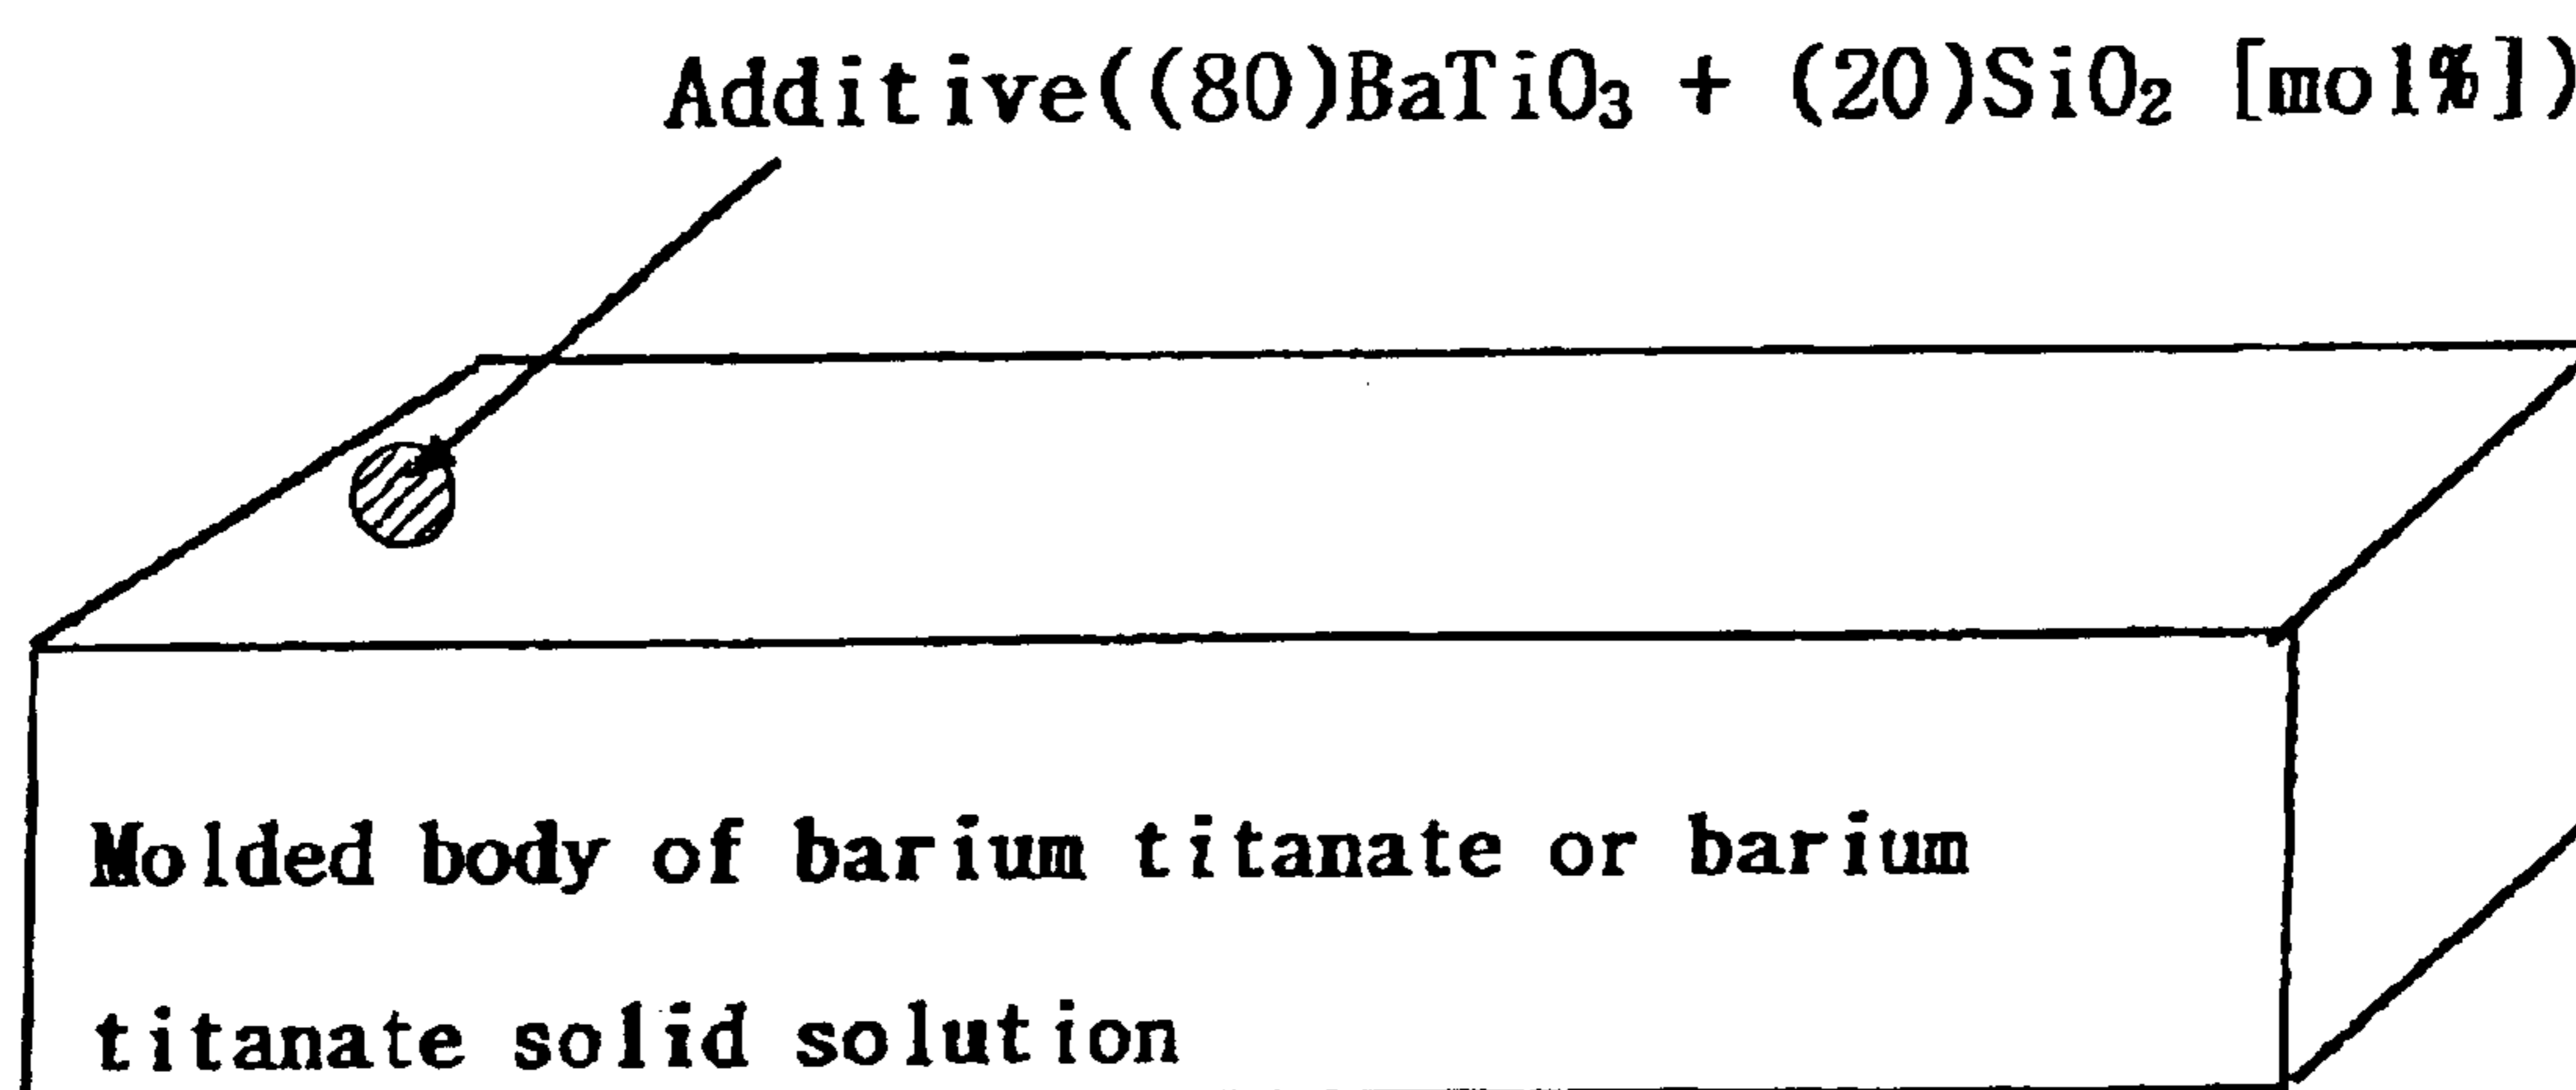 Additive((80)BaTiO₃ + (20)SiO₂ [mol%])
Molded body of barium titanate or barium
titanate solid solution